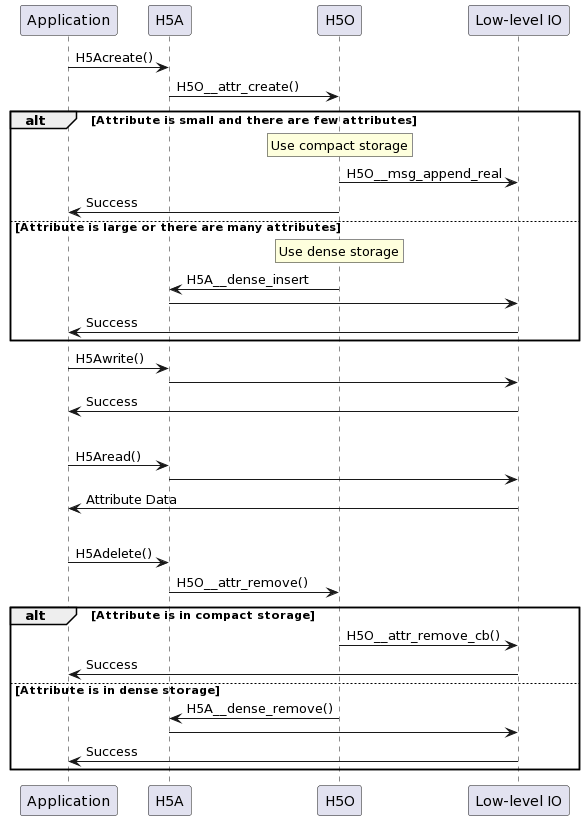 Application H5A H5O Low-level IO
H5Acreate()
H5O__attr_create()
alt [Attribute is small and there are few attributes]
Use compact storage
H5O__msg_append_real
Success
[Attribute is large or there are many attributes]
Use dense storage
H5A__dense_insert
Success
H5Awrite()
Success
H5Aread()
Attribute Data
H5Adelete()
H5O__attr_remove()
alt [Attribute is in compact storage]
H5O__attr_remove_cb()
Success
[Attribute is in dense storage]
H5A__dense_remove()
Success
Application H5A H5O Low-level IO